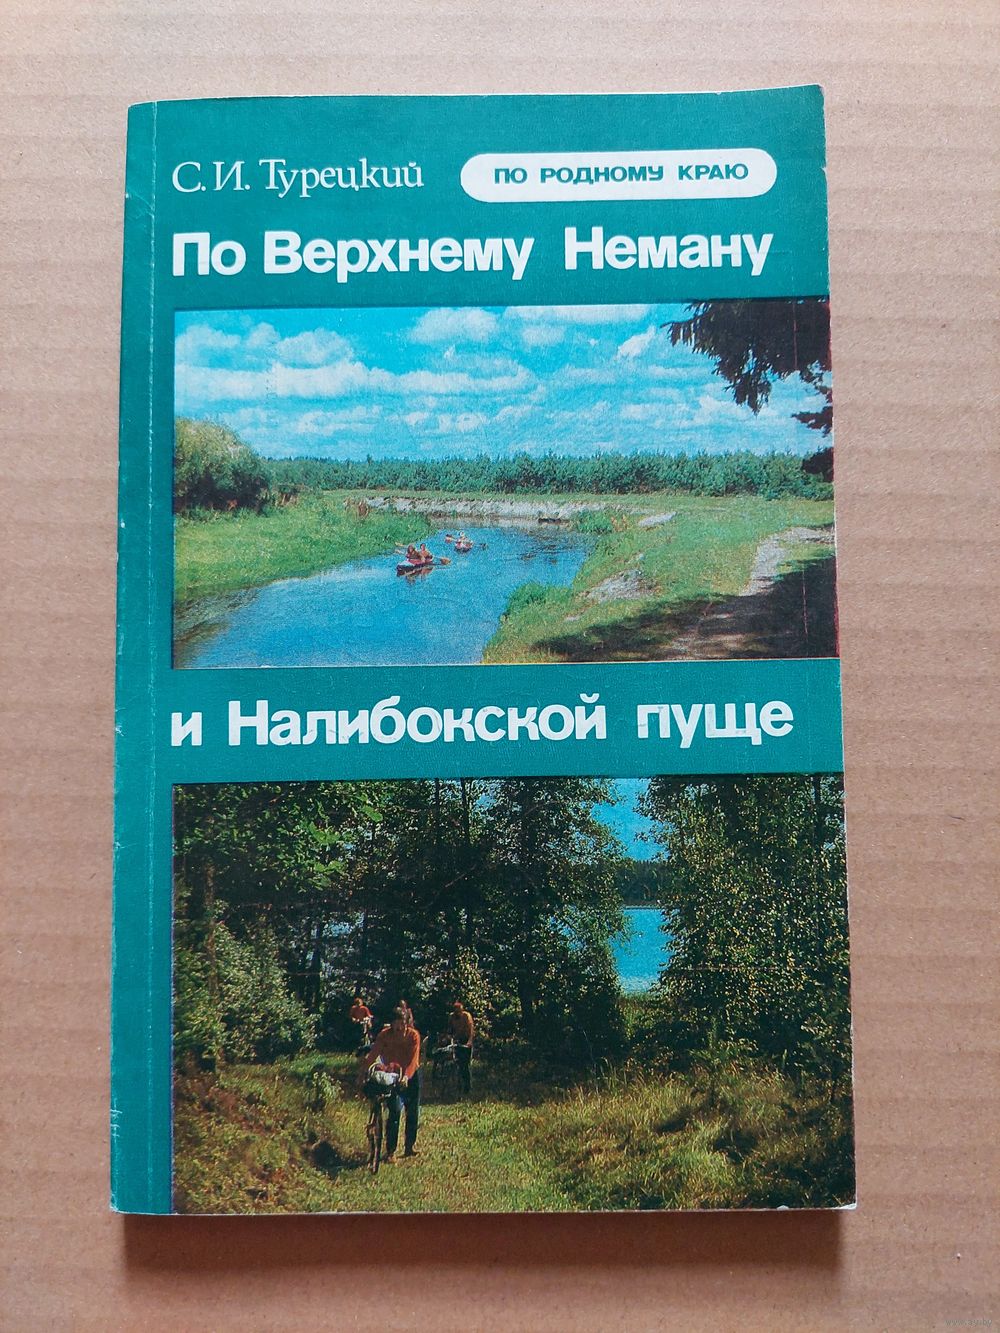 С. И. Турецкий
ПО РОДНОМУ КРАЮ
По Верхнему Неману
и Налибокской пуще